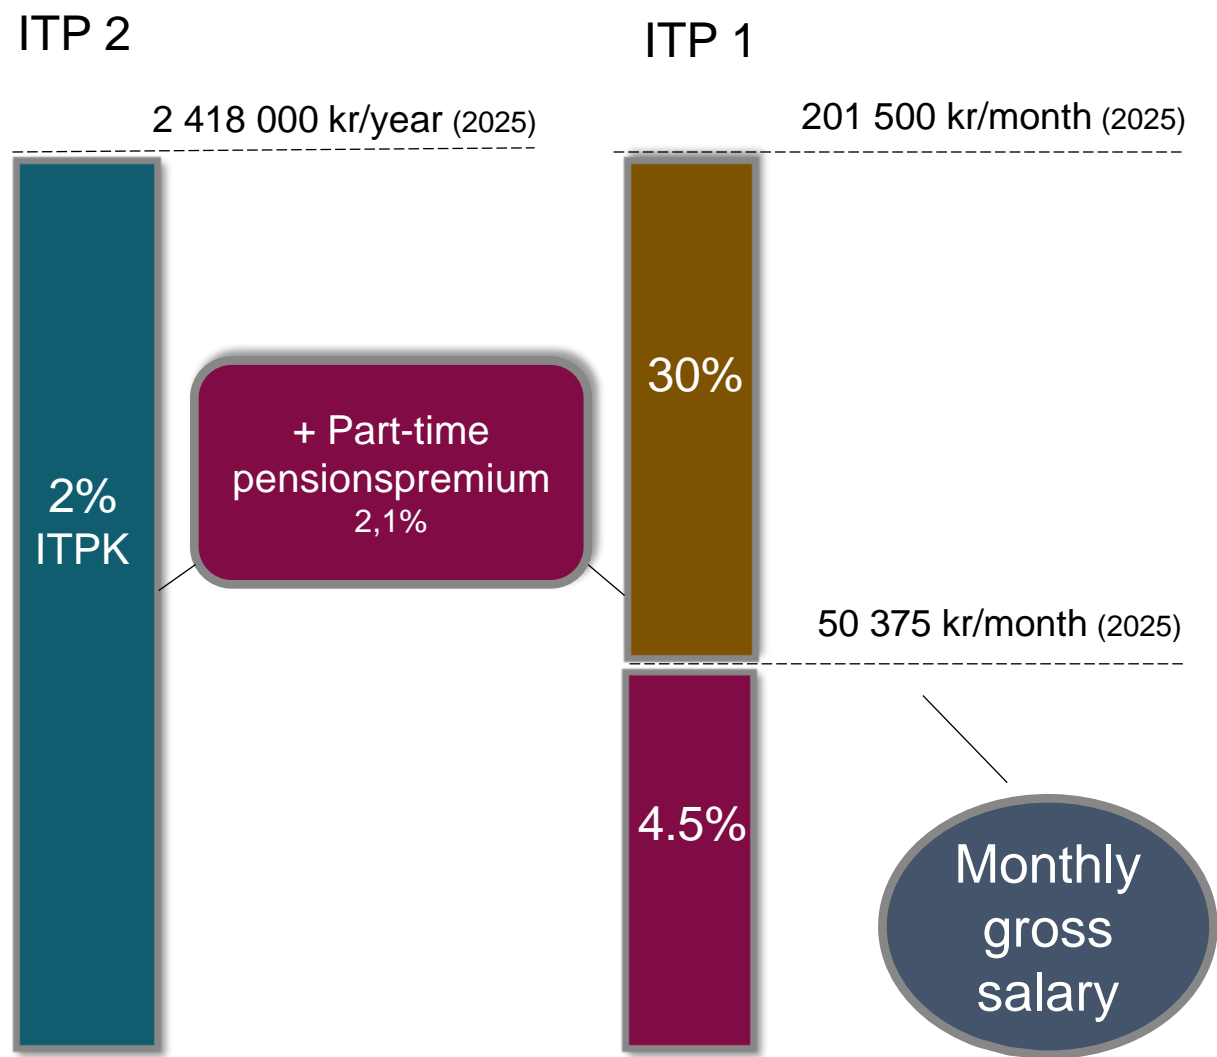 ITP 2
ITP 1
2 418 000 kr/year (2025)
201 500 kr/month (2025)
30%
+ Part-time
pensionspremium
2,1%
2%
ITPK
50 375 kr/month (2025)
4.5%
Monthly
gross
salary